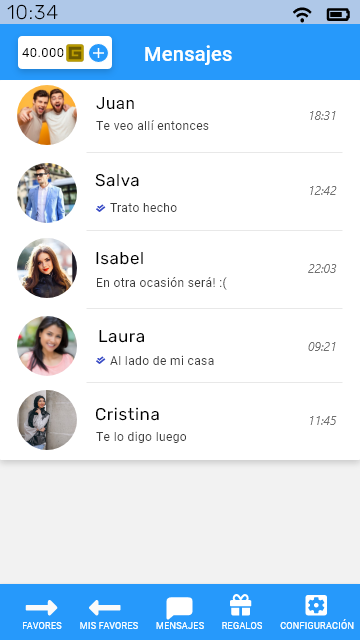 10:34
40.000 G
Mensajes
Juan
Te veo allí entonces
18:31
Salva
Trato hecho
12:42
Isabel
En otra ocasión será! :(
22:03
Laura
Al lado de mi casa
09:21
Cristina
Te lo digo luego
11:45
FAVORES MIS FAVORES MENSAJES REGALOS CONFIGURACIÓN